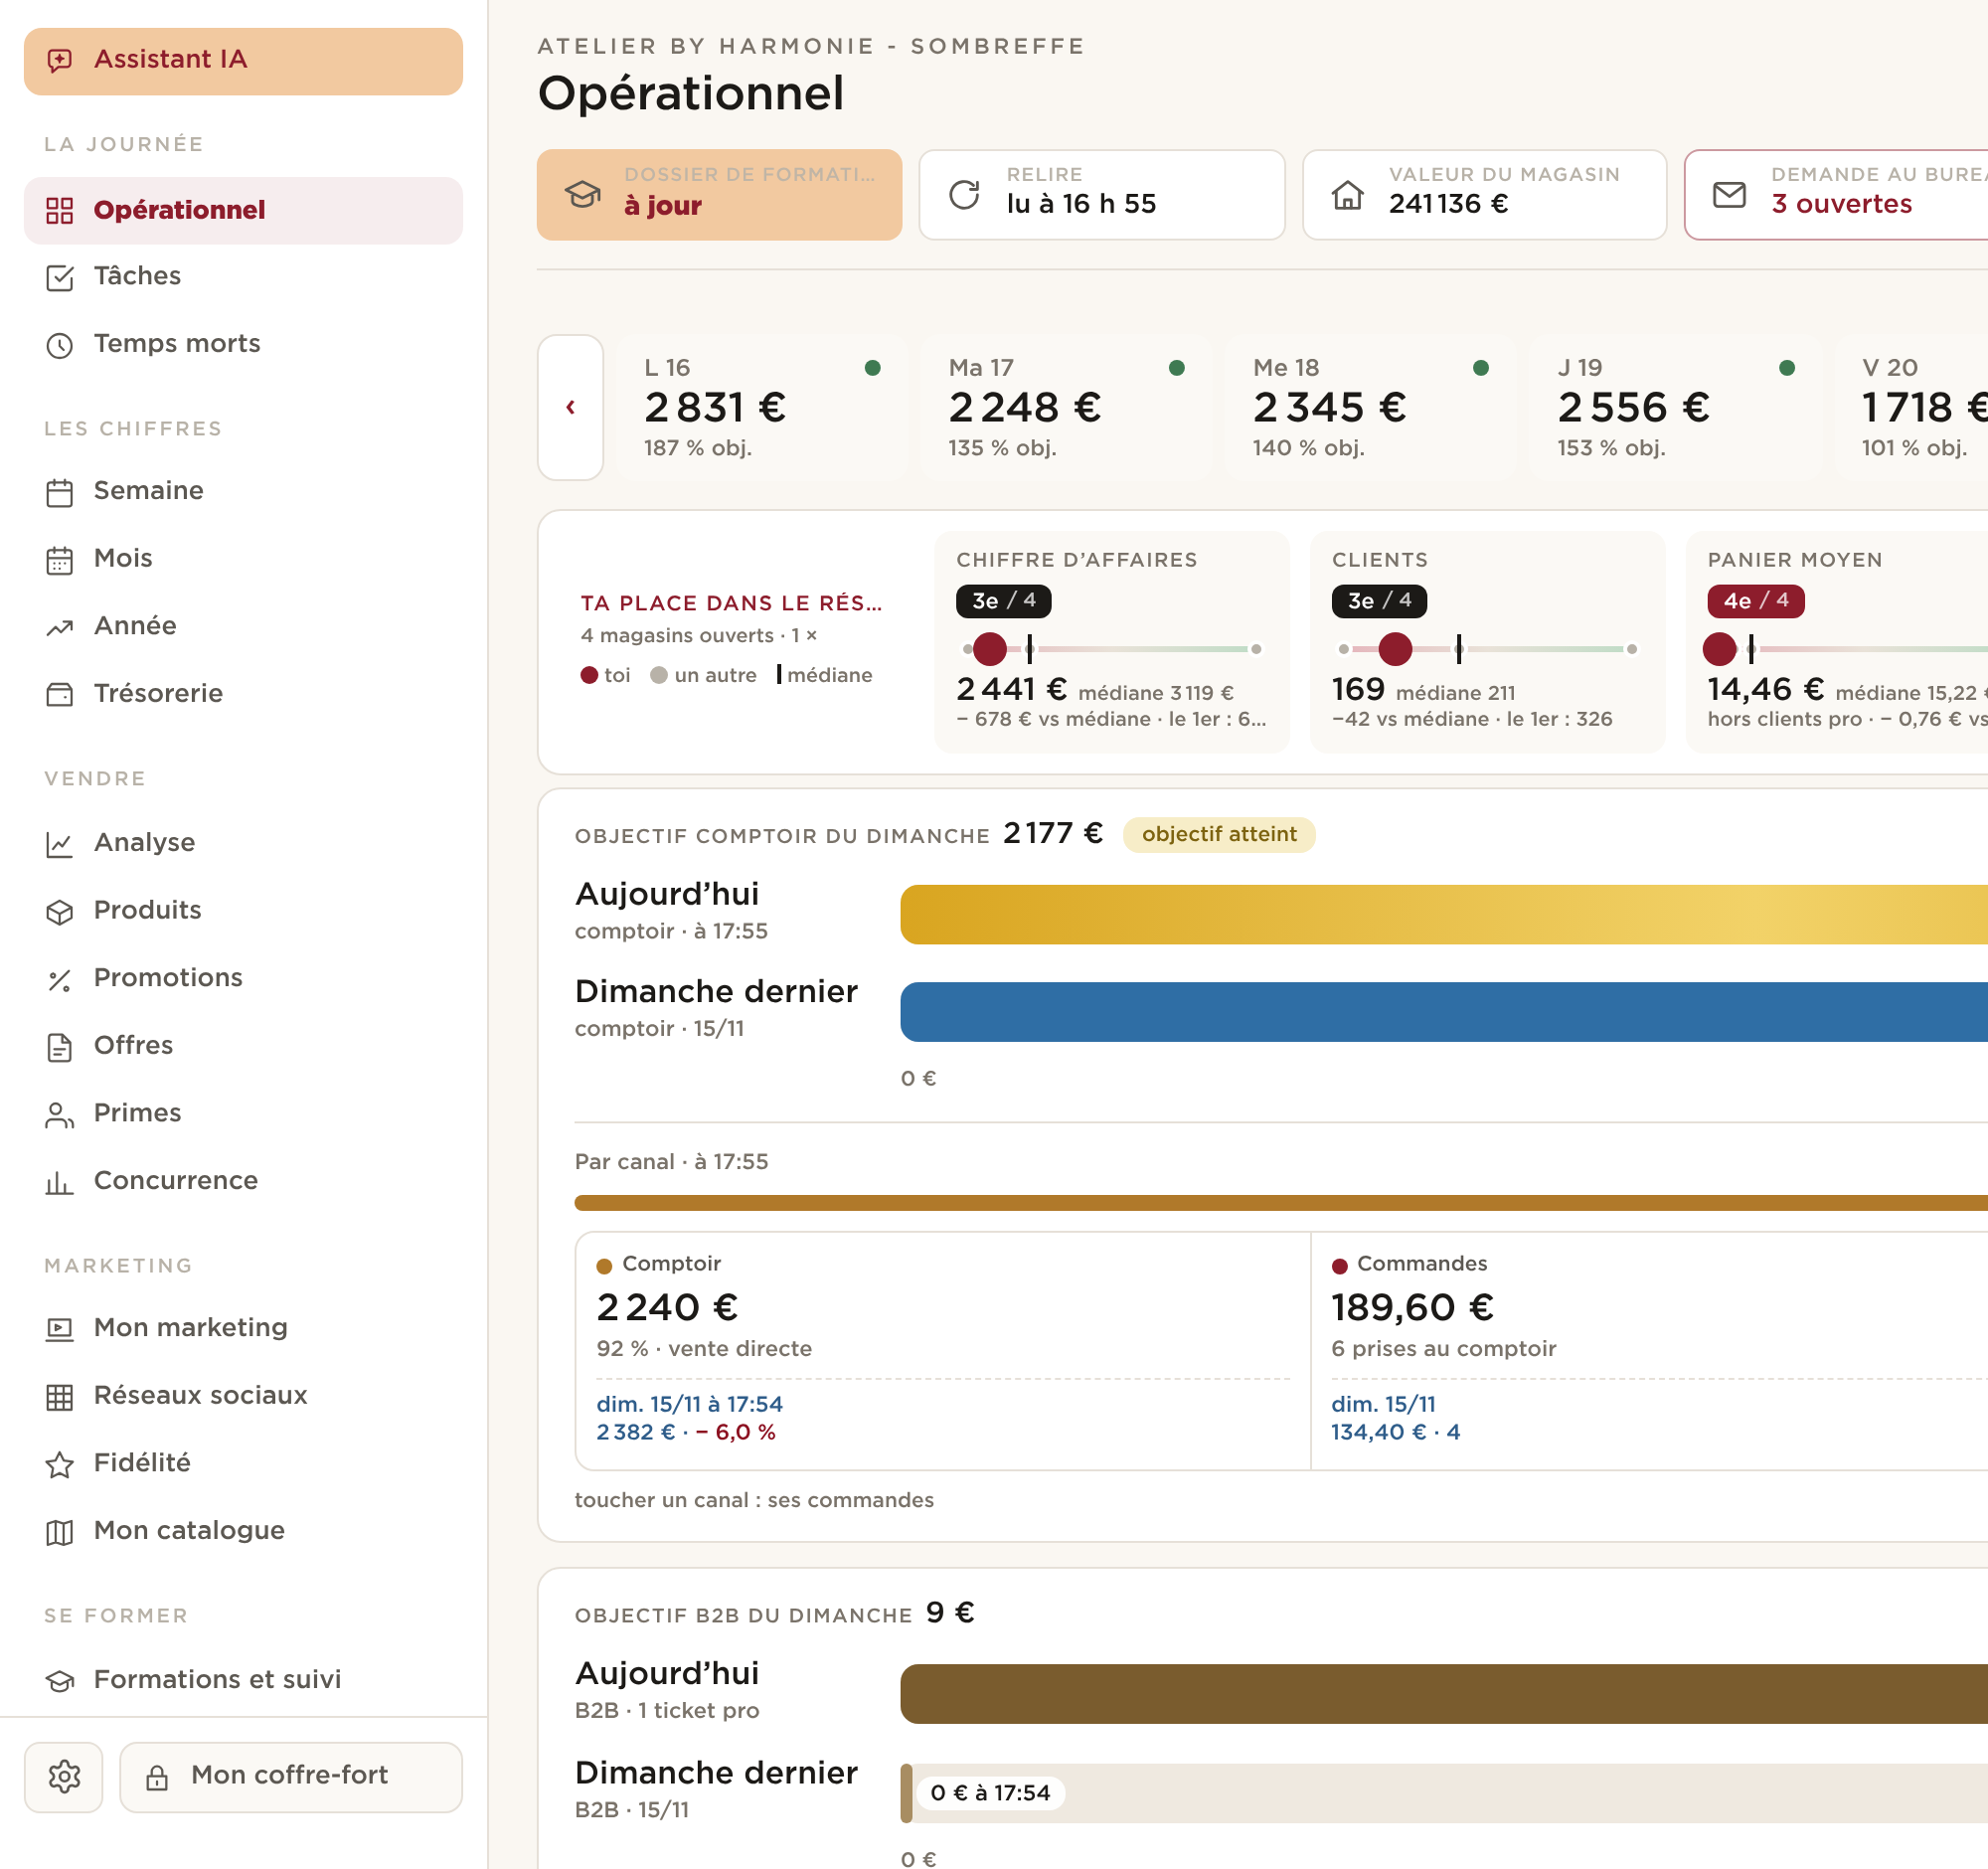 Assistant IA
LA JOURNÉE
Opérationnel
Tâches
Temps morts
LES CHIFFRES
Semaine
Mois
Année
Trésorerie
VENDRE
Analyse
Produits
Promotions
Offres
Primes
Concurrence
MARKETING
Mon marketing
Réseaux sociaux
Fidélité
Mon catalogue
SE FORMER
Formations et suivi
Mon coffre-fort
ATELIER BY HARMONIE - SOMBREFFE
Opérationnel
DOSSIER DE FORMATI…
à jour
RELIRE
lu à 16 h 55
VALEUR DU MAGASIN
241 136 €
DEMANDE AU BUREA
3 ouvertes
‹
L 16
2 831 €
187 % obj.
Ma 17
2 248 €
135 % obj.
Me 18
2 345 €
140 % obj.
J 19
2 556 €
153 % obj.
V 20
1 718 €
101 % obj.
TA PLACE DANS LE RÉS…
4 magasins ouverts · 1 ×
toi un autre médiane
CHIFFRE D’AFFAIRES
3e / 4
2 441 € médiane 3 119 €
− 678 € vs médiane · le 1er : 6…
CLIENTS
3e / 4
169 médiane 211
−42 vs médiane · le 1er : 326
PANIER MOYEN
4e / 4
14,46 € médiane 15,22 €
hors clients pro · − 0,76 € vs
OBJECTIF COMPTOIR DU DIMANCHE 2 177 € objectif atteint
Aujourd’hui
comptoir · à 17:55
Dimanche dernier
comptoir · 15/11
0 €
Par canal · à 17:55
Comptoir
2 240 €
92 % · vente directe
dim. 15/11 à 17:54
2 382 € · − 6,0 %
Commandes
189,60 €
6 prises au comptoir
dim. 15/11
134,40 € · 4
toucher un canal : ses commandes
OBJECTIF B2B DU DIMANCHE 9 €
Aujourd’hui
B2B · 1 ticket pro
Dimanche dernier
B2B · 15/11
0 € à 17:54
0 €